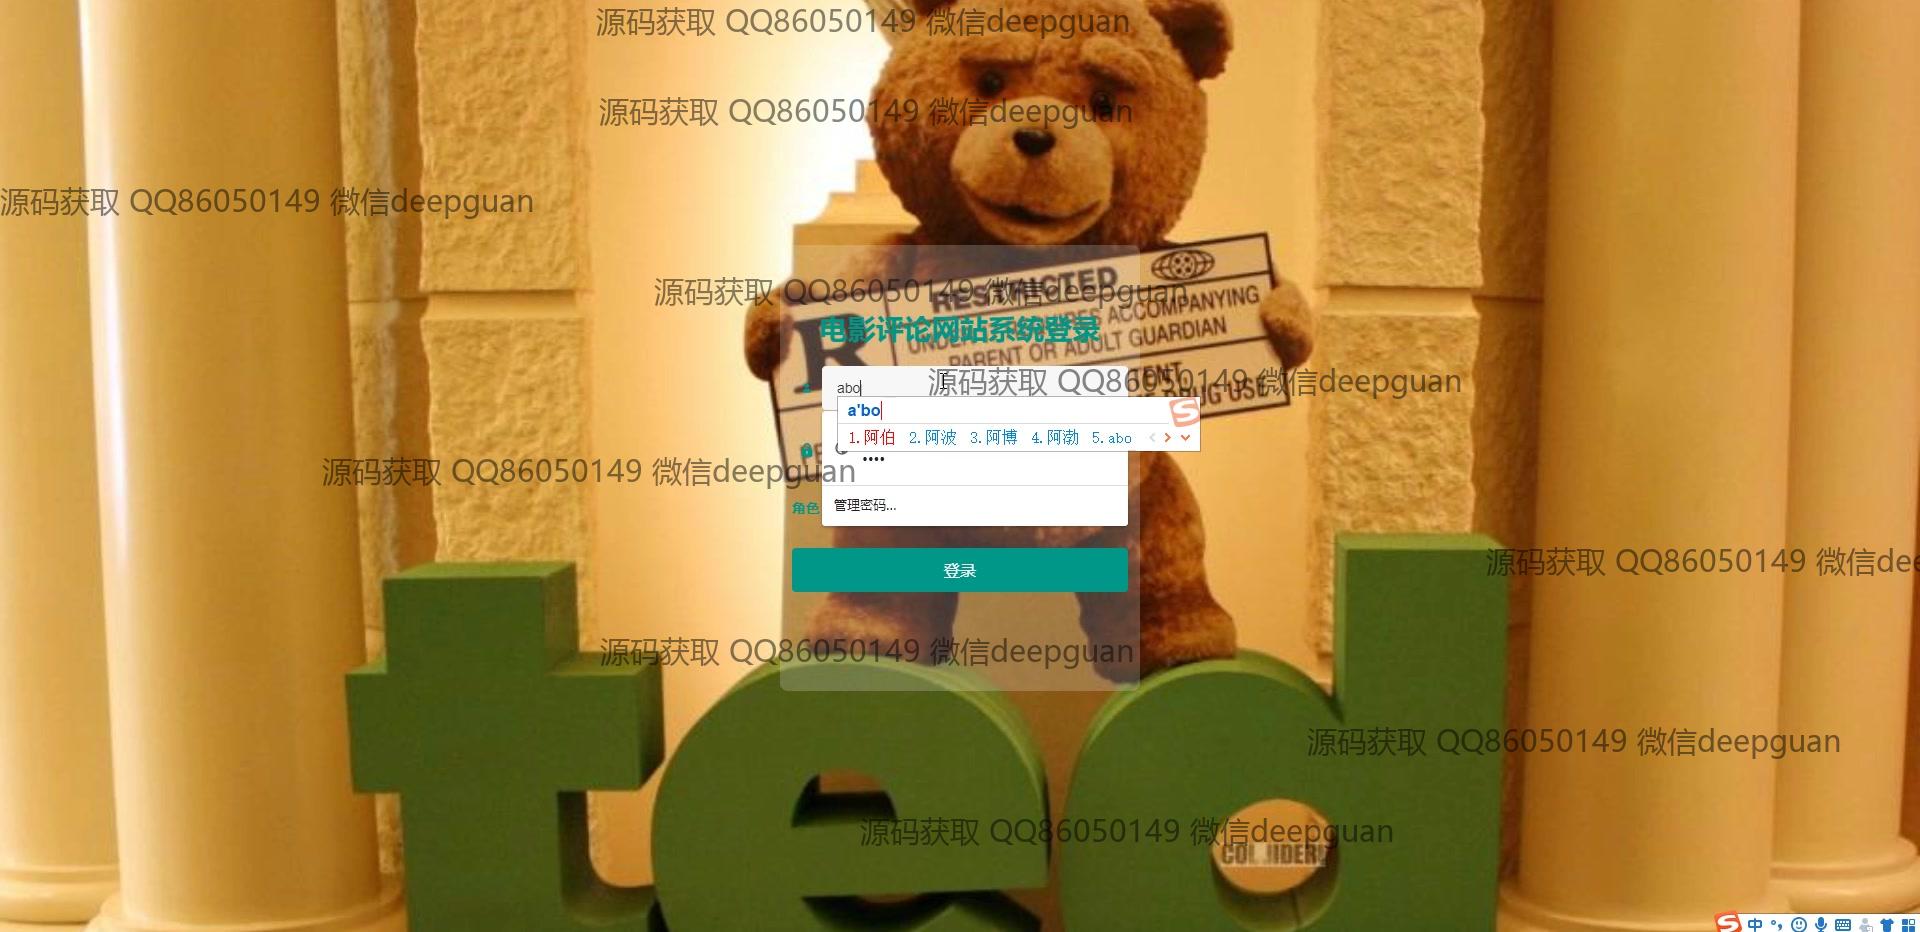 源码获取 QQ86050149 微信deepguan
源码获取 QQ86050149 微信deepguan
源码获取 QQ86050149 微信deepguan
源码获取 QQ86050149 微信deepguan
RESTRICTED
电影评论网站系统登录
R
UNDER REQUIRES ACCOMPANYING
PARENT OR ADULT GUARDIAN
源码获取 QQ86050149 微信deepguan
abo
a'bo
1.阿伯 2.阿波 3.阿博 4.阿渤 5.abo
DRUG USE
••••
源码获取 QQ86050149 微信deepguan
角色
管理密码...
登录
源码获取 QQ86050149 微信dee
源码获取 QQ86050149 微信deepguan
源码获取 QQ86050149 微信deepguan
源码获取 QQ86050149 微信deepguan
ted
中